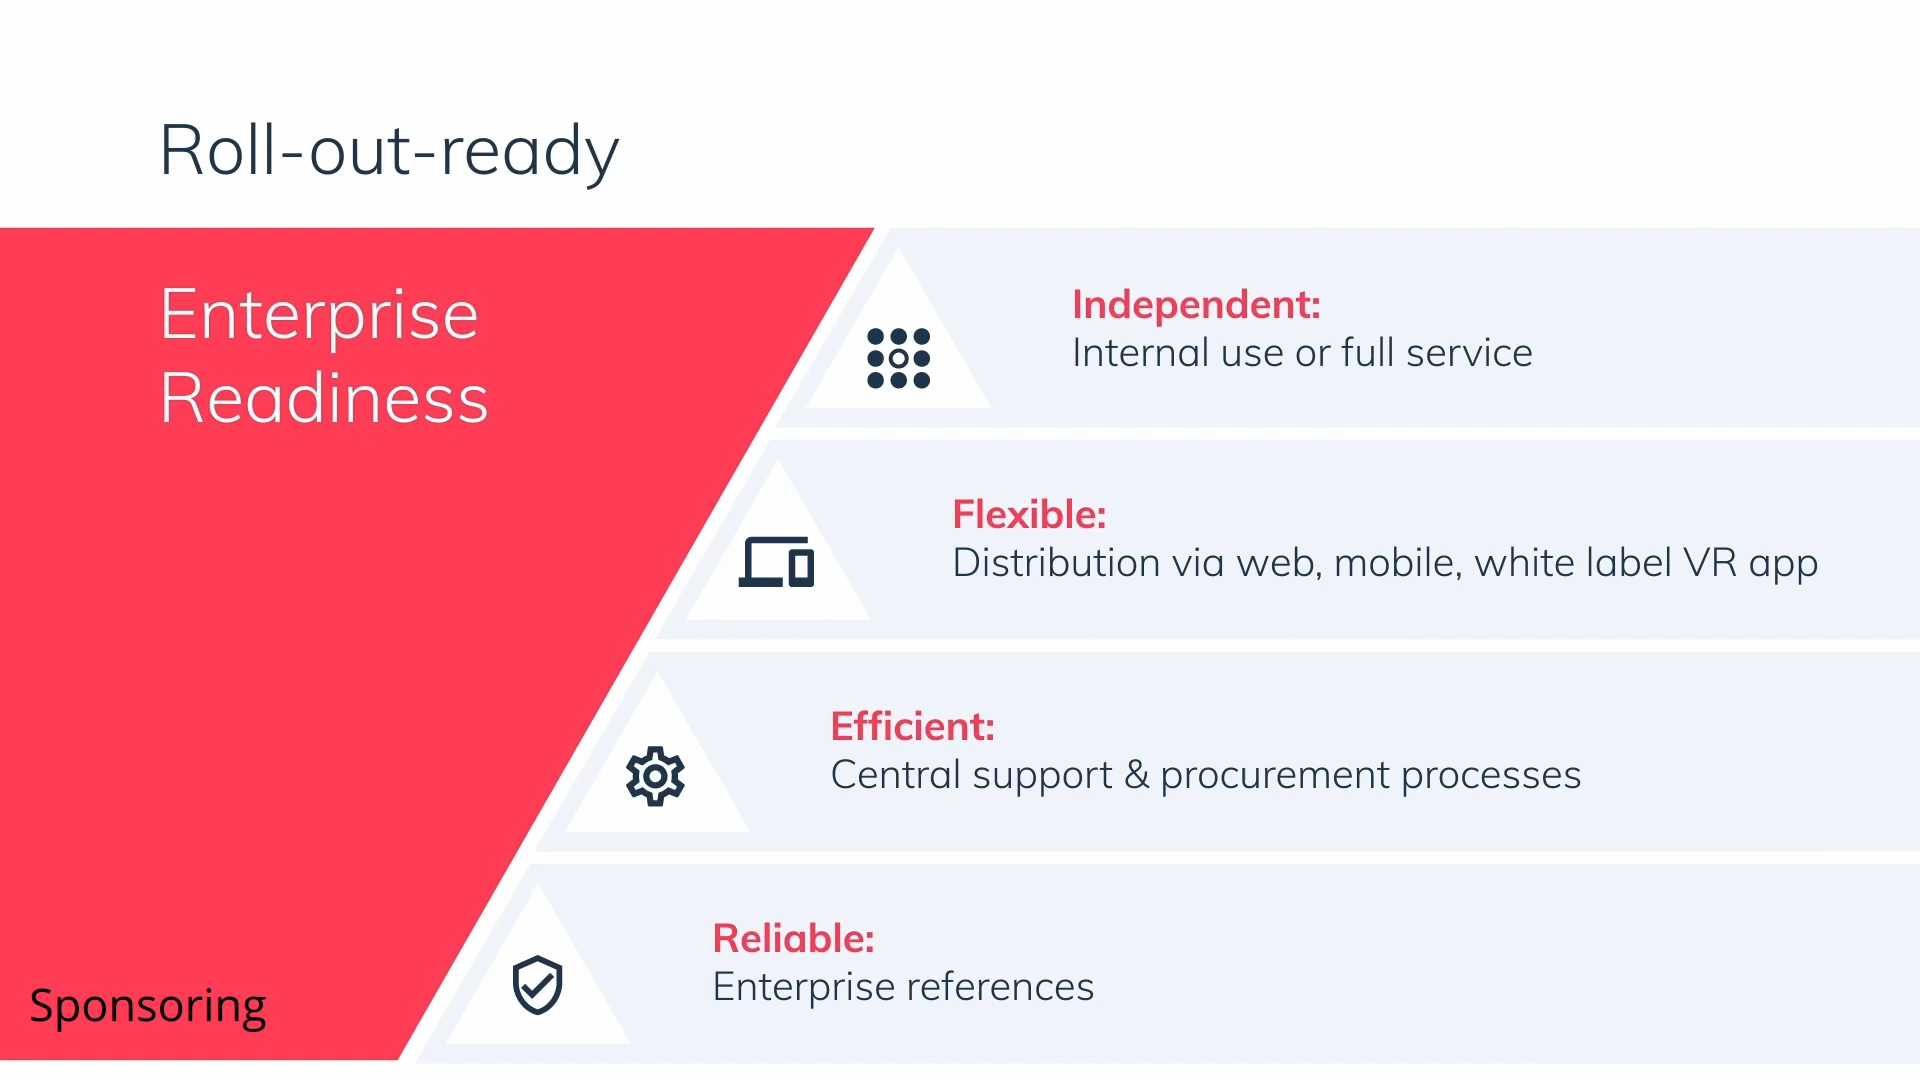 Roll-out-ready
Enterprise
Readiness
Independent:
Internal use or full service
Flexible:
Distribution via web, mobile, white label VR app
Efficient:
Central support & procurement processes
Reliable:
Enterprise references
Sponsoring